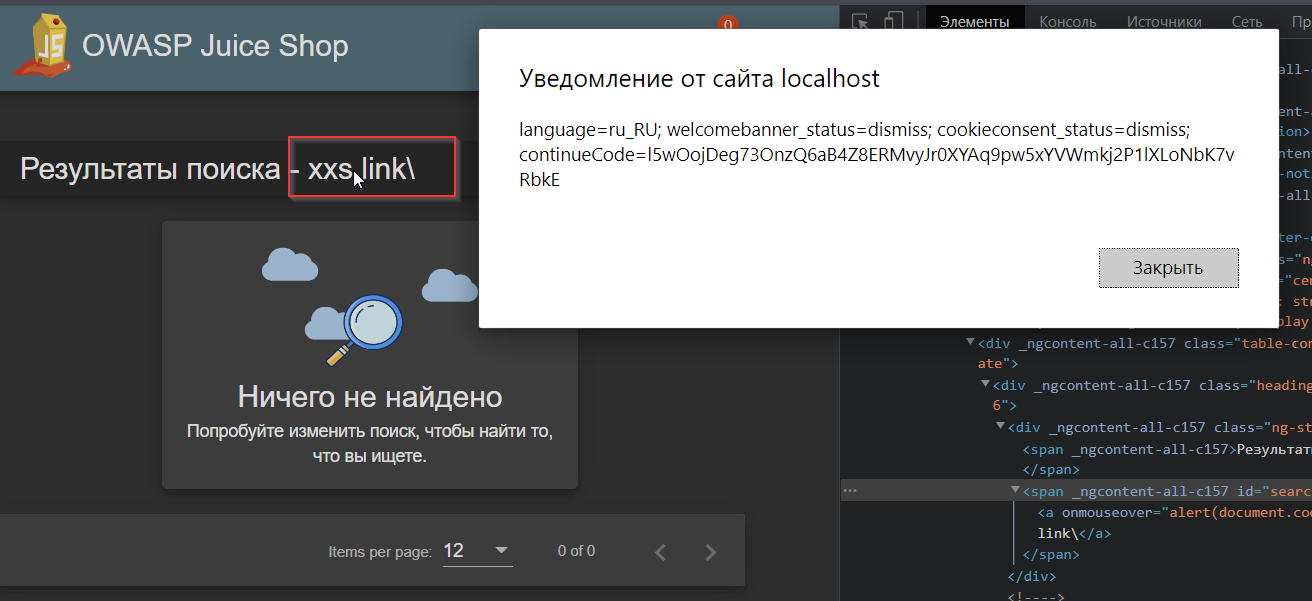 OWASP Juice Shop
0
Элементы Консоль Источники Сеть
Уведомление от сайта localhost
language=ru_RU; welcomebanner_status=dismiss; cookieconsent_status=dismiss;
continueCode=l5wOojDeg73OnzQ6aB4Z8ERMvyJr0XYAq9pw5xYVWmkj2P1lXLoNbK7v
RbkE
Закрыть
Результаты поиска - xxs link\
Ничего не найдено
Попробуйте изменить поиск, чтобы найти то,
что вы ищете.
Items per page: 12 0 of 0
<div _ngcontent-all-c157 class="table-con
ate">
<div _ngcontent-all-c157 class="heading
6">
<div _ngcontent-all-c157 class="ng-st
<span _ngcontent-all-c157>Результат
</span>
<span _ngcontent-all-c157 id="searc
<a onmouseover="alert(document.coo
link\</a>
</span>
</div>
<!---->